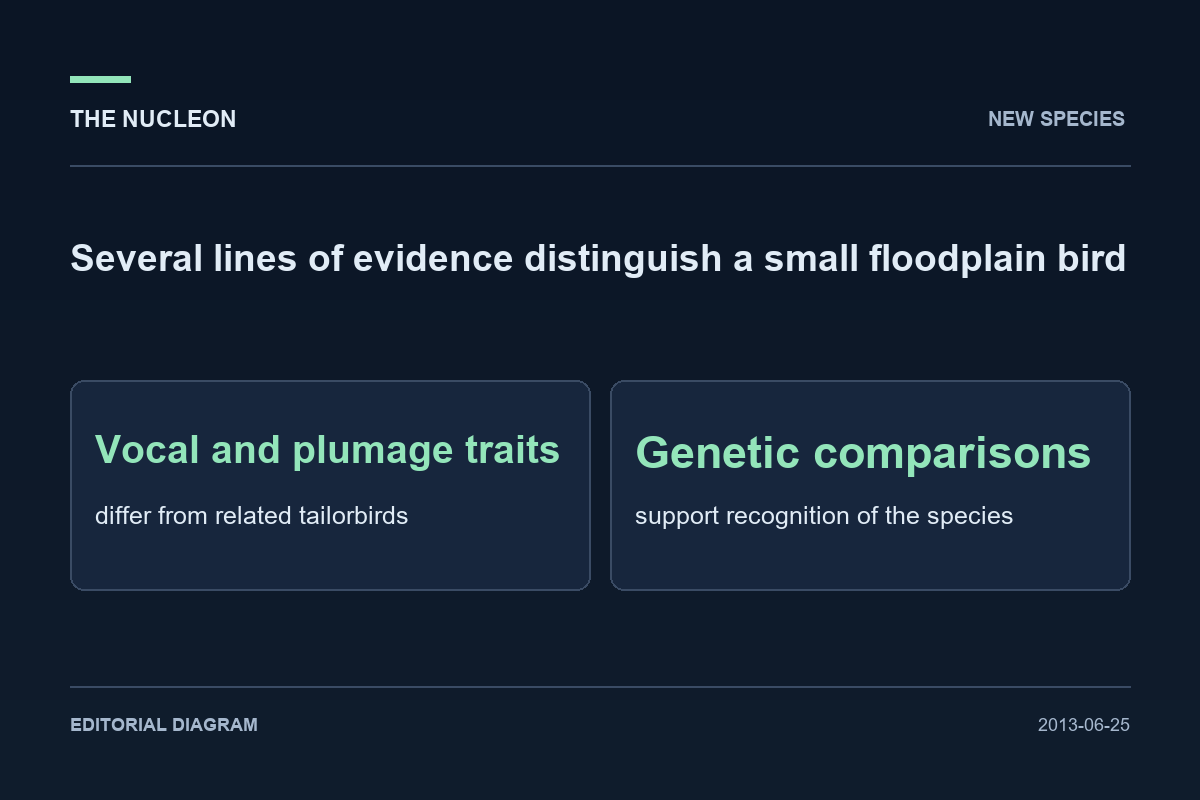 THE NUCLEON
NEW SPECIES
Several lines of evidence distinguish a small floodplain bird
Vocal and plumage traits
differ from related tailorbirds
Genetic comparisons
support recognition of the species
EDITORIAL DIAGRAM
2013-06-25